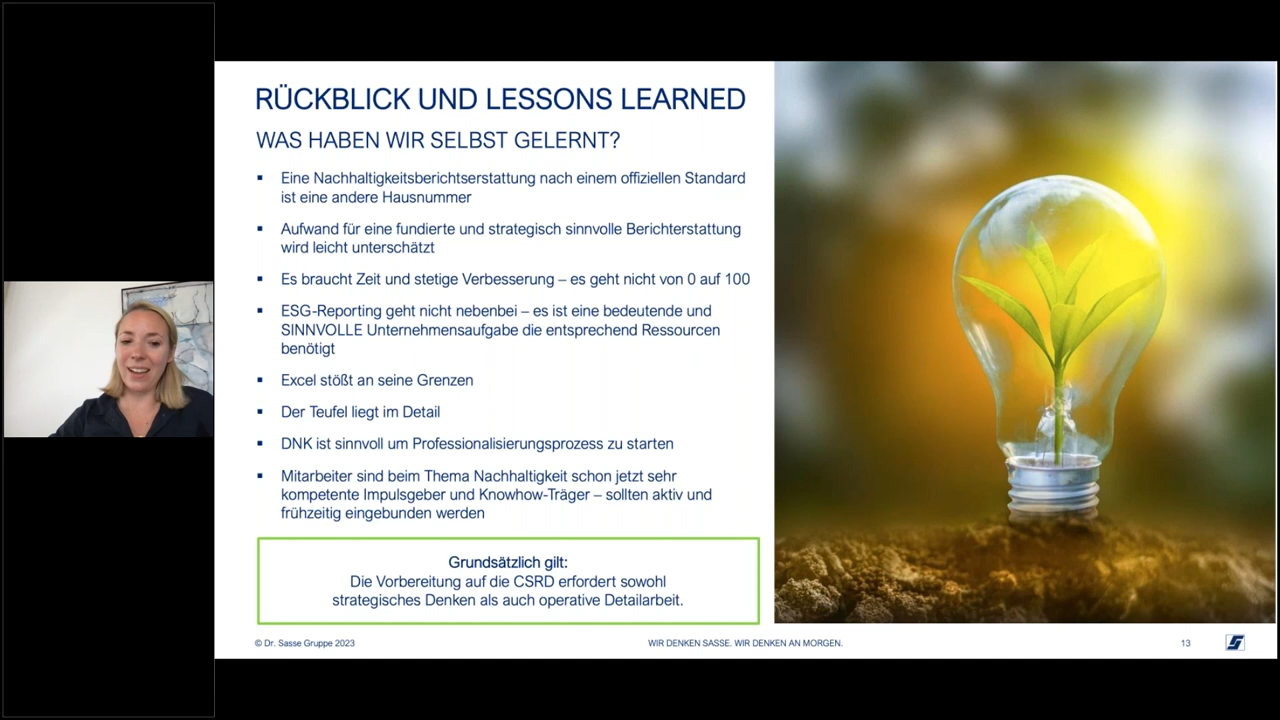 RÜCKBLICK UND LESSONS LEARNED
WAS HABEN WIR SELBST GELERNT?
▪ Eine Nachhaltigkeitsberichtserstattung nach einem offiziellen Standard
ist eine andere Hausnummer
▪ Aufwand für eine fundierte und strategisch sinnvolle Berichterstattung
wird leicht unterschätzt
▪ Es braucht Zeit und stetige Verbesserung – es geht nicht von 0 auf 100
▪ ESG-Reporting geht nicht nebenbei – es ist eine bedeutende und
SINNVOLLE Unternehmensaufgabe die entsprechend Ressourcen
benötigt
▪ Excel stößt an seine Grenzen
▪ Der Teufel liegt im Detail
▪ DNK ist sinnvoll um Professionalisierungsprozess zu starten
▪ Mitarbeiter sind beim Thema Nachhaltigkeit schon jetzt sehr
kompetente Impulsgeber und Knowhow-Träger – sollten aktiv und
frühzeitig eingebunden werden
Grundsätzlich gilt:
Die Vorbereitung auf die CSRD erfordert sowohl
strategisches Denken als auch operative Detailarbeit.
© Dr. Sasse Gruppe 2023
WIR DENKEN SASSE. WIR DENKEN AN MORGEN.
13